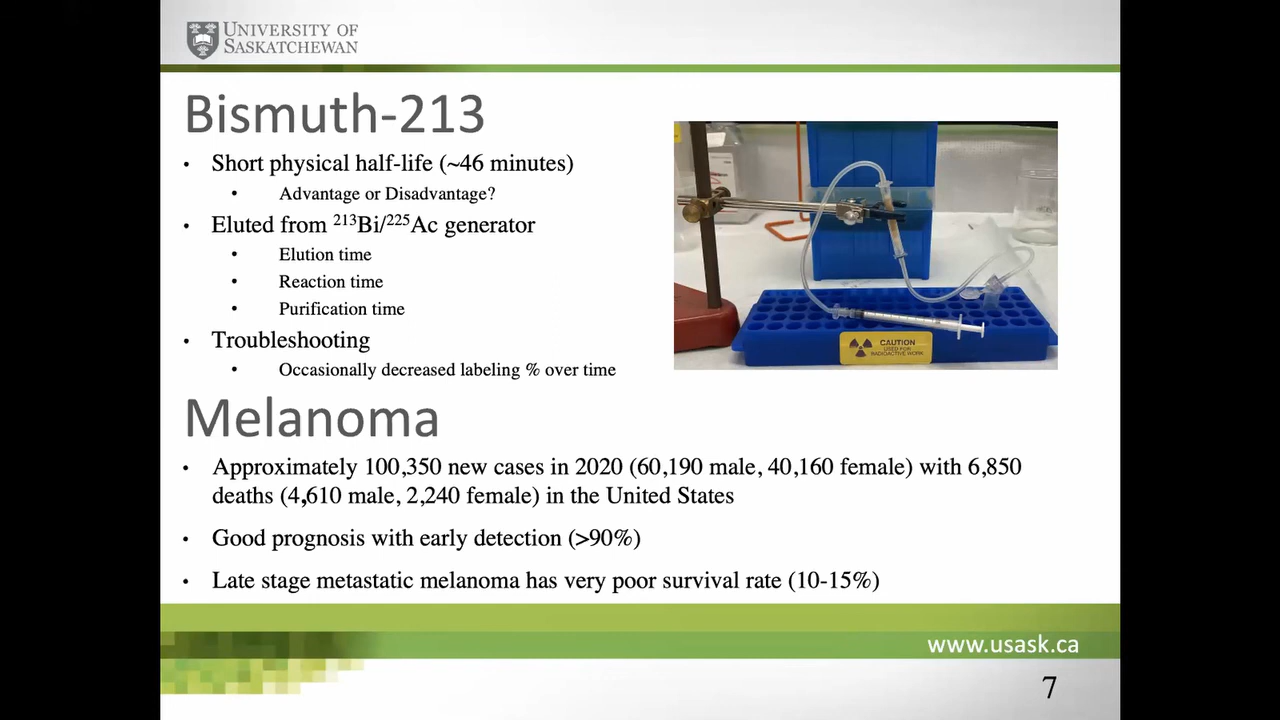 UNIVERSITY OF
SASKATCHEWAN
Bismuth-213
• Short physical half-life (~46 minutes)
• Advantage or Disadvantage?
• Eluted from ²¹³Bi/²²⁵Ac generator
• Elution time
• Reaction time
• Purification time
• Troubleshooting
• Occasionally decreased labeling % over time
CAUTION
USED FOR
RADIOACTIVE WORK
Melanoma
• Approximately 100,350 new cases in 2020 (60,190 male, 40,160 female) with 6,850
deaths (4,610 male, 2,240 female) in the United States
• Good prognosis with early detection (>90%)
• Late stage metastatic melanoma has very poor survival rate (10-15%)
www.usask.ca
7